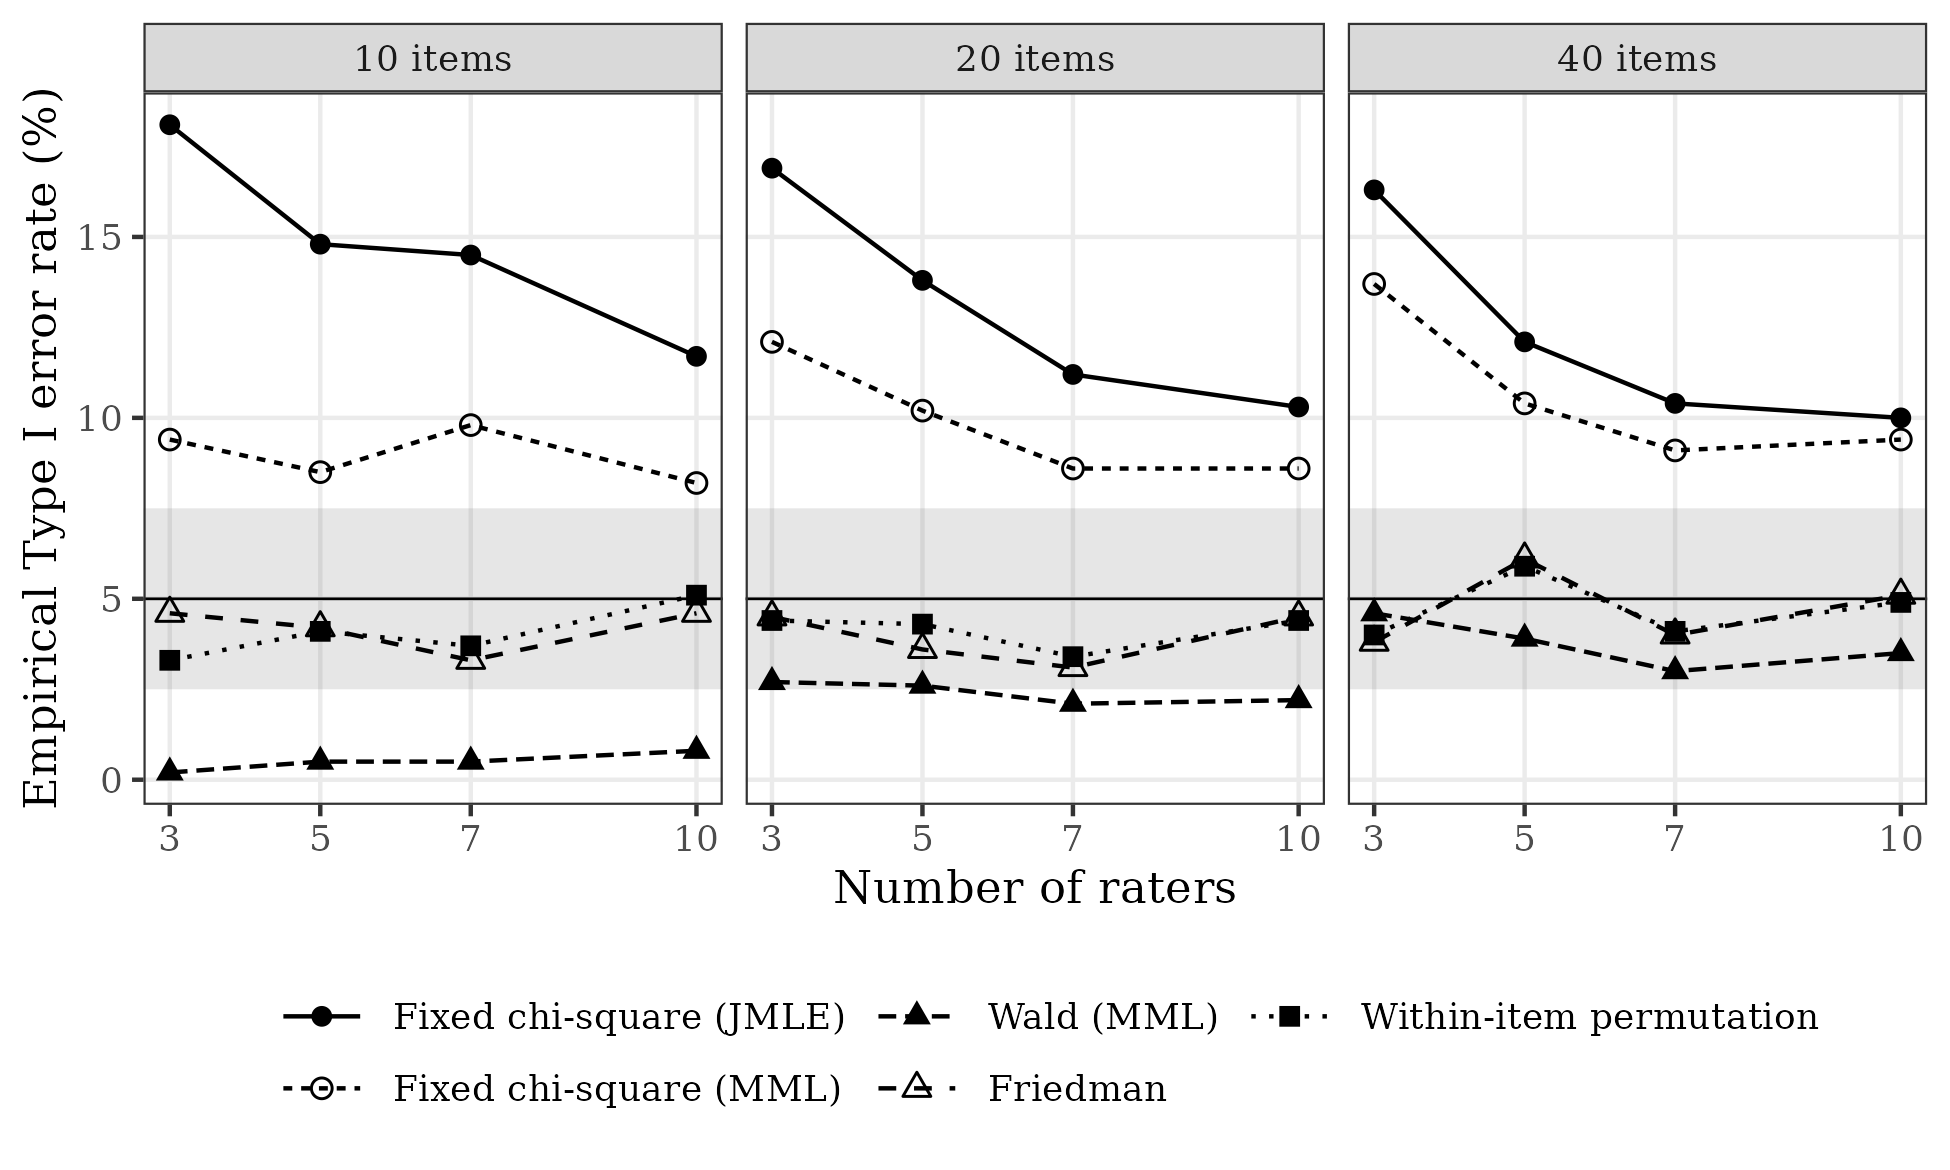 10 items
20 items
40 items
Empirical Type I error rate (%)
15
10
5
0
3 5 7 10
3 5 7 10
3 5 7 10
Number of raters
Fixed chi-square (JMLE)
Wald (MML)
Within-item permutation
Fixed chi-square (MML)
Friedman